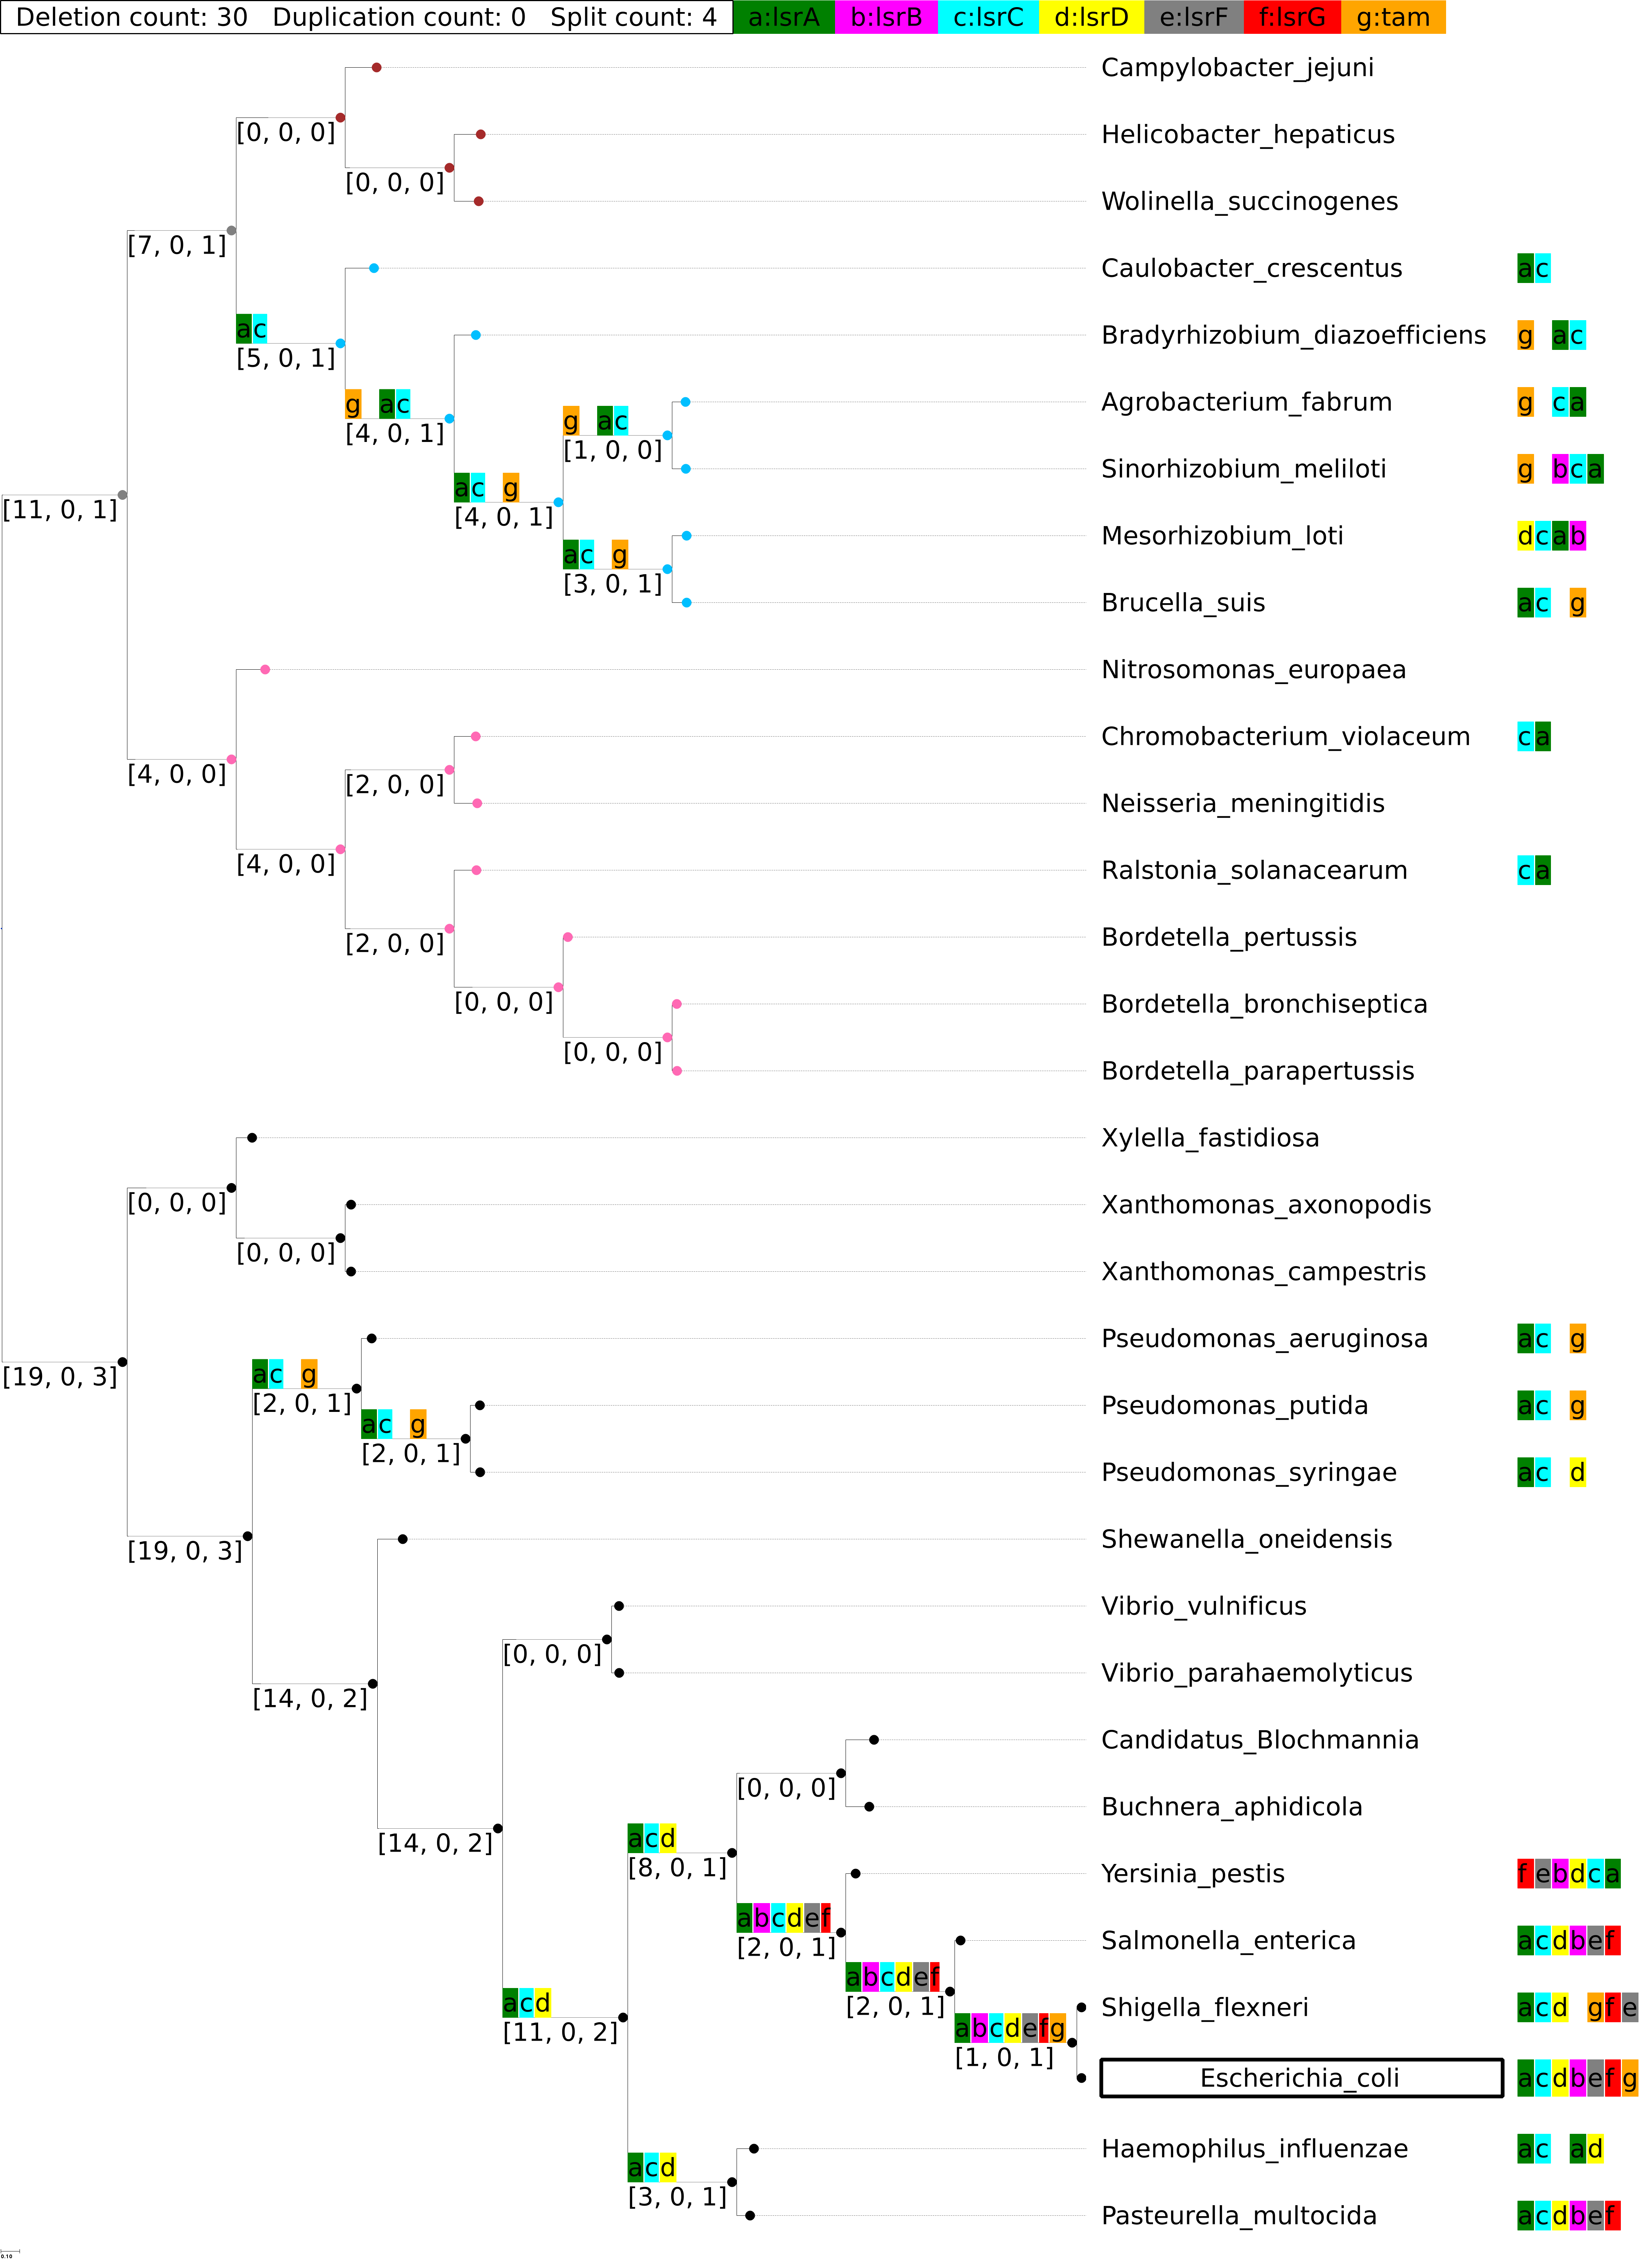 Deletion count: 30 Duplication count: 0 Split count: 4 a:lsrA b:lsrB c:lsrC d:lsrD e:lsrF f:lsrG g:tam
Campylobacter_jejuni
[0, 0, 0]
Helicobacter_hepaticus
[0, 0, 0]
Wolinella_succinogenes
[7, 0, 1]
Caulobacter_crescentus ac
ac
[5, 0, 1]
Bradyrhizobium_diazoefficiens g ac
g ac
[4, 0, 1]
Agrobacterium_fabrum g ca
g ac
[1, 0, 0]
Sinorhizobium_meliloti g bca
ac g
[4, 0, 1]
[11, 0, 1]
Mesorhizobium_loti dcab
ac g
[3, 0, 1]
Brucella_suis ac g
Nitrosomonas_europaea
Chromobacterium_violaceum ca
[4, 0, 0]
[2, 0, 0]
Neisseria_meningitidis
[4, 0, 0]
Ralstonia_solanacearum ca
Bordetella_pertussis
[2, 0, 0]
[0, 0, 0]
Bordetella_bronchiseptica
[0, 0, 0]
Bordetella_parapertussis
Xylella_fastidiosa
[0, 0, 0]
Xanthomonas_axonopodis
[0, 0, 0]
Xanthomonas_campestris
Pseudomonas_aeruginosa ac g
[19, 0, 3]
ac g
[2, 0, 1]
Pseudomonas_putida ac g
ac g
[2, 0, 1]
Pseudomonas_syringae ac d
Shewanella_oneidensis
[19, 0, 3]
Vibrio_vulnificus
[0, 0, 0]
Vibrio_parahaemolyticus
[14, 0, 2]
Candidatus_Blochmannia
[0, 0, 0]
Buchnera_aphidicola
[14, 0, 2]
acd
[8, 0, 1]
Yersinia_pestis febdca
abcdef
[2, 0, 1]
Salmonella_enterica acdbef
abcdef
[2, 0, 1]
Shigella_flexneri acd gfe
acd
[11, 0, 2]
abcdefg
[1, 0, 1]
Escherichia_coli acdbefg
Haemophilus_influenzae ac ad
acd
[3, 0, 1]
Pasteurella_multocida acdbef
0.10